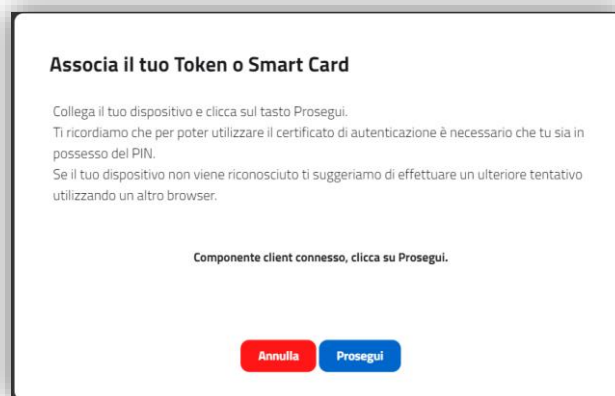 Associa il tuo Token o Smart Card
Collega il tuo dispositivo e clicca sul tasto Prosegui.
Ti ricordiamo che per poter utilizzare il certificato di autenticazione è necessario che tu sia in
possesso del PIN.
Se il tuo dispositivo non viene riconosciuto ti suggeriamo di effettuare un ulteriore tentativo
utilizzando un altro browser.
Componente client connesso, clicca su Prosegui.
Annulla Prosegui